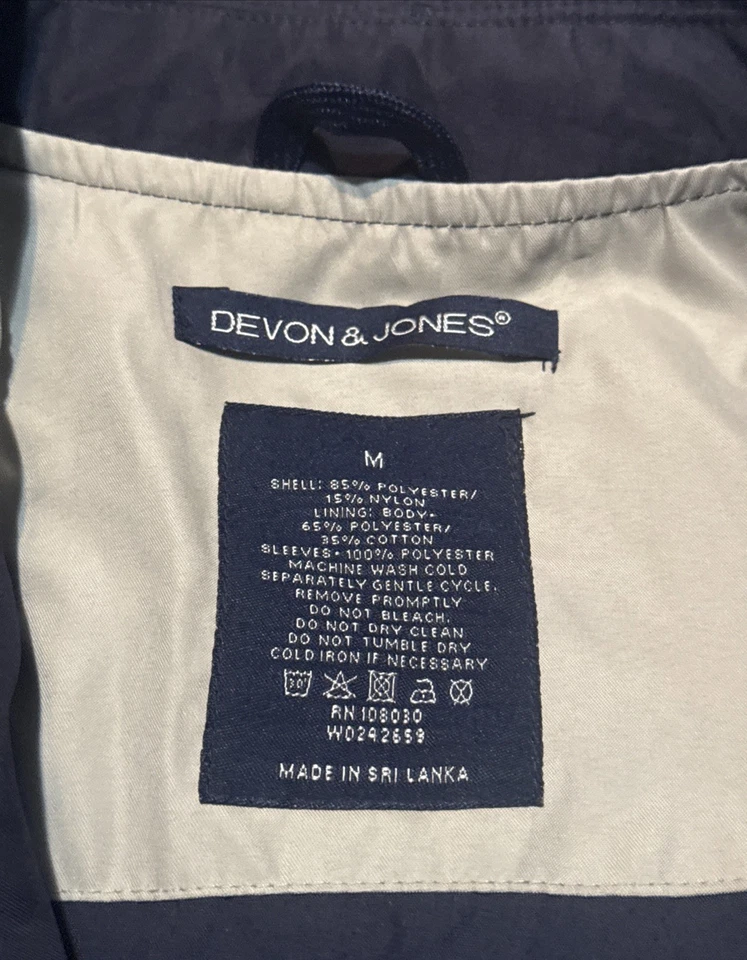 DEVON & JONES®
M
SHELL: 85% POLYESTER/
15% NYLON
LINING: BODY-
65% POLYESTER/
35% COTTON
SLEEVES - 100% POLYESTER
MACHINE WASH COLD
SEPARATELY GENTLE CYCLE.
REMOVE PROMPTLY
DO NOT BLEACH.
DO NOT DRY CLEAN
DO NOT TUMBLE DRY
COLD IRON IF NECESSARY
30°
RN 108030
W0242659
MADE IN SRI LANKA